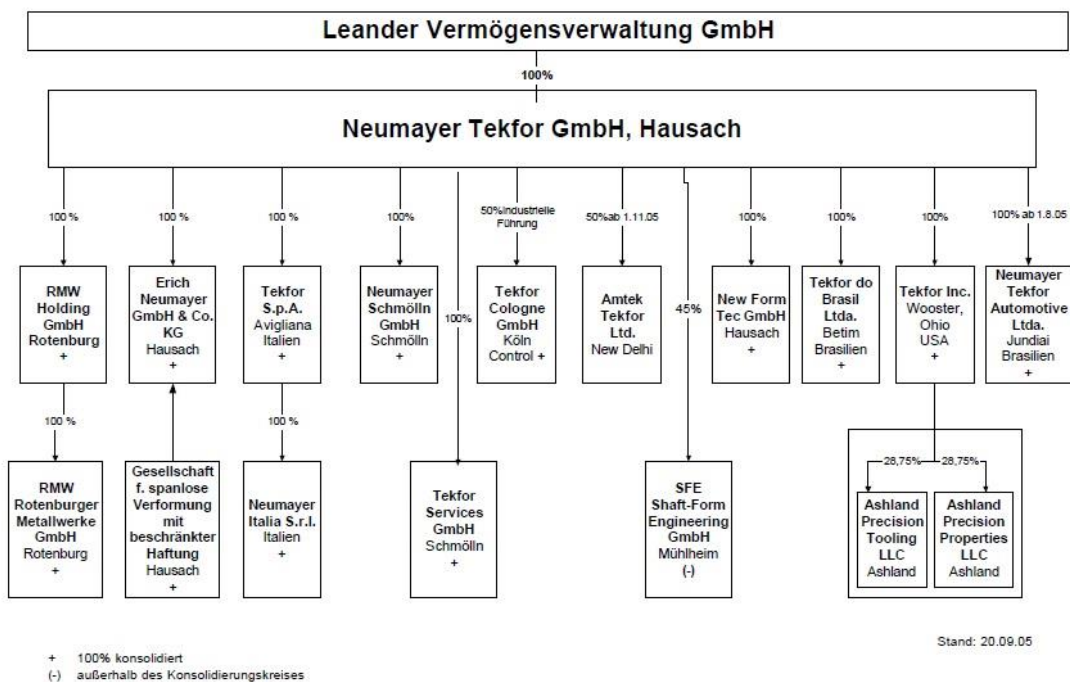 Leander Vermögensverwaltung GmbH
100%
Neumayer Tekfor GmbH, Hausach
100 %
100 %
100 %
100%
50%industrielle
Führung
50%ab 1.11.05
100%
100%
100%
100% ab 1.8.05
RMW
Holding
GmbH
Rotenburg
+
Erich
Neumayer
GmbH & Co.
KG
Hausach
+
Tekfor
S.p.A.
Avigliana
Italien
+
Neumayer
Schmölln
GmbH
Schmölln
+
100%
Tekfor
Cologne
GmbH
Köln
Control +
Amtek
Tekfor
Ltd.
New Delhi
45%
New Form
Tec GmbH
Hausach
+
Tekfor do
Brasil
Ltda.
Betim
Brasilien
+
Tekfor Inc.
Wooster,
Ohio
USA
+
Neumayer
Tekfor
Automotive
Ltda.
Jundiai
Brasilien
+
100 %
100 %
RMW
Rotenburger
Metallwerke
GmbH
Rotenburg
+
Gesellschaft
f. spanlose
Verformung
mit
beschränkter
Haftung
Hausach
+
Neumayer
Italia S.r.l.
Italien
+
Tekfor
Services
GmbH
Schmölln
+
SFE
Shaft-Form
Engineering
GmbH
Mühlheim
(-)
28,75%
28,75%
Ashland
Precision
Tooling
LLC
Ashland
Ashland
Precision
Properties
LLC
Ashland
Stand: 20.09.05
+ 100% konsolidiert
(-) außerhalb des Konsolidierungskreises